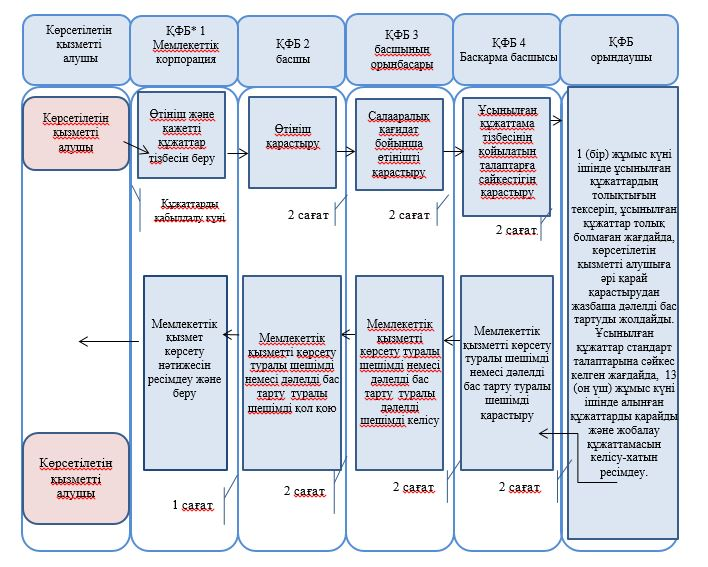 Көрсетілетін
қызметті
алушы
ҚФБ* 1
Мемлекеттік
корпорация
ҚФБ 2
басшы
ҚФБ 3
басшының
орынбасары
ҚФБ 4
Басқарма басшысы
ҚФБ
орындаушы
Көрсетілетін
қызметті
алушы
Өтініш және
қажетті
құжаттар
тізбесін беру
Өтініш
қарастыру
Салааралық
қағидат
бойынша
өтінішті
қарастыру
Ұсынылған
құжаттама
тізбесінің
қойылатын
талаптарға
сәйкестігін
қарастыру
Құжаттарды
қабылдалу күні
2 сағат
2 сағат
2 сағат
1 (бір) жұмыс күні
ішінде ұсынылған
құжаттардың
толықтығын
тексеріп, ұсынылған
құжаттар толық
болмаған жағдайда,
көрсетілетін
қызметті алушыға
әрі қарай
қарастырудан
жазбаша дәлелді бас
тартуды жолдайды.
Ұсынылған
құжаттар стандарт
талаптарына сәйкес
келген жағдайда, 13
(он үш) жұмыс күні
ішінде алынған
құжаттарды қарайды
және жобалау
құжаттамасын
келісу-хатын
ресімдеу.
Мемлекеттік
қызмет
көрсету
нәтижесін
ресімдеу және
беру
Мемлекеттік
қызметті көрсету
туралы шешімді
немесі дәлелді бас
тарту туралы
шешімді қол қою
Мемлекеттік
қызметті
көрсету туралы
шешімді немесі
дәлелді бас
тарту туралы
дәлелді
шешімді келісу
Мемлекеттік
қызметті көрсету
туралы шешімді
немесі дәлелді
бас тарту туралы
шешімді
қарастыру
Көрсетілетін
қызметті
алушы
1 сағат
2 сағат
2 сағат
2 сағат